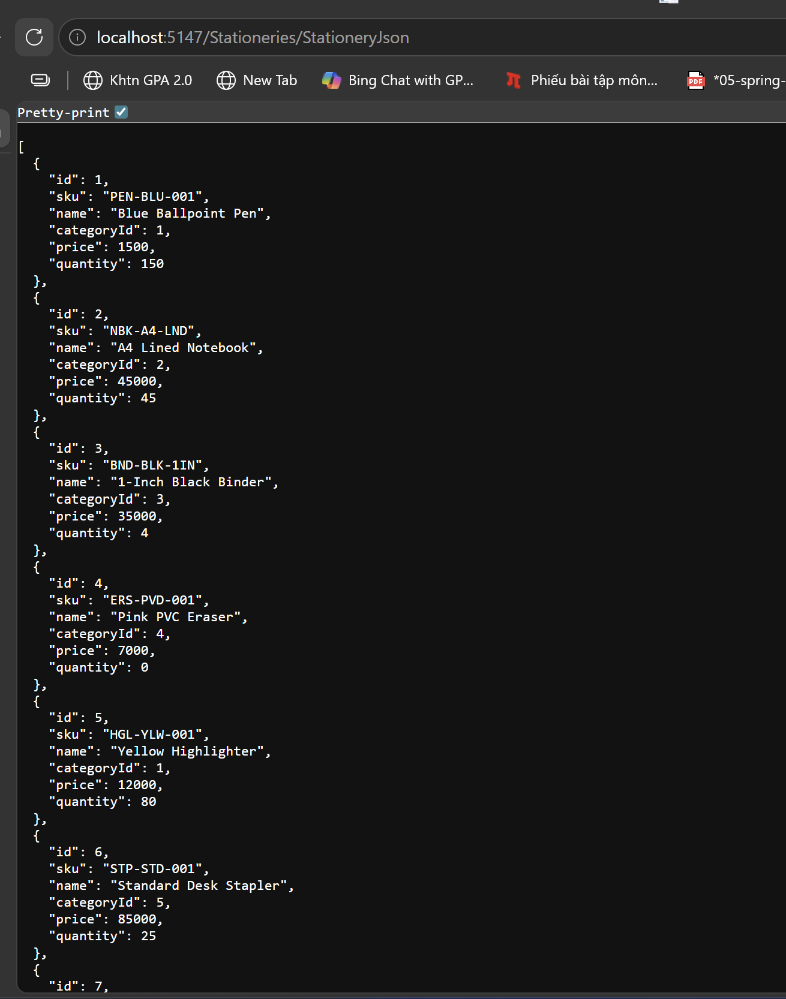 localhost:5147/Stationeries/StationeryJson
Khtn GPA 2.0 New Tab Bing Chat with GP... Phiếu bài tập môn... PDF *05-spring-
Pretty-print
[
  {
    "id": 1,
    "sku": "PEN-BLU-001",
    "name": "Blue Ballpoint Pen",
    "categoryId": 1,
    "price": 1500,
    "quantity": 150
  },
  {
    "id": 2,
    "sku": "NBK-A4-LND",
    "name": "A4 Lined Notebook",
    "categoryId": 2,
    "price": 45000,
    "quantity": 45
  },
  {
    "id": 3,
    "sku": "BND-BLK-1IN",
    "name": "1-Inch Black Binder",
    "categoryId": 3,
    "price": 35000,
    "quantity": 4
  },
  {
    "id": 4,
    "sku": "ERS-PVD-001",
    "name": "Pink PVC Eraser",
    "categoryId": 4,
    "price": 7000,
    "quantity": 0
  },
  {
    "id": 5,
    "sku": "HGL-YLW-001",
    "name": "Yellow Highlighter",
    "categoryId": 1,
    "price": 12000,
    "quantity": 80
  },
  {
    "id": 6,
    "sku": "STP-STD-001",
    "name": "Standard Desk Stapler",
    "categoryId": 5,
    "price": 85000,
    "quantity": 25
  },
  {
    "id": 7,